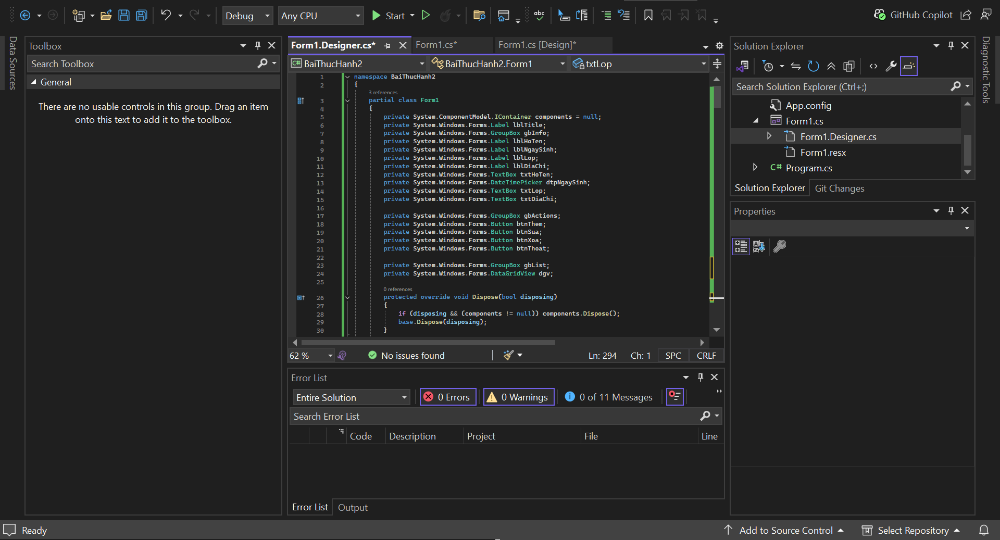 Debug
Any CPU
Start
abc
GitHub Copilot
Data Sources
Toolbox
Search Toolbox
General
There are no usable controls in this group. Drag an item
onto this text to add it to the toolbox.
Form1.Designer.cs*
Form1.cs*
Form1.cs [Design]*
C# BaiThucHanh2
BaiThucHanh2.Form1
txtLop
1 namespace BaiThucHanh2
2 {
3 references
3 partial class Form1
4 {
5 private System.ComponentModel.IContainer components = null;
6 private System.Windows.Forms.Label lblTitle;
7 private System.Windows.Forms.GroupBox gbInfo;
8 private System.Windows.Forms.Label lblHoTen;
9 private System.Windows.Forms.Label lblNgaySinh;
10 private System.Windows.Forms.Label lblLop;
11 private System.Windows.Forms.Label lblDiaChi;
12 private System.Windows.Forms.TextBox txtHoTen;
13 private System.Windows.Forms.DateTimePicker dtpNgaySinh;
14 private System.Windows.Forms.TextBox txtLop;
15 private System.Windows.Forms.TextBox txtDiaChi;
16
17 private System.Windows.Forms.GroupBox gbActions;
18 private System.Windows.Forms.Button btnThem;
19 private System.Windows.Forms.Button btnSua;
20 private System.Windows.Forms.Button btnXoa;
21 private System.Windows.Forms.Button btnThoat;
22
23 private System.Windows.Forms.GroupBox gbList;
24 private System.Windows.Forms.DataGridView dgv;
25
0 references
26 protected override void Dispose(bool disposing)
27 {
28 if (disposing && (components != null)) components.Dispose();
29 base.Dispose(disposing);
30 }
62 %
No issues found
Ln: 294
Ch: 1
SPC
CRLF
Error List
Entire Solution
0 Errors
0 Warnings
0 of 11 Messages
Search Error List
Code
Description
Project
File
Line
Error List
Output
Solution Explorer
Search Solution Explorer (Ctrl+;)
App.config
Form1.cs
Form1.Designer.cs
Form1.resx
C# Program.cs
Solution Explorer
Git Changes
Properties
Diagnostic Tools
Ready
Add to Source Control
Select Repository